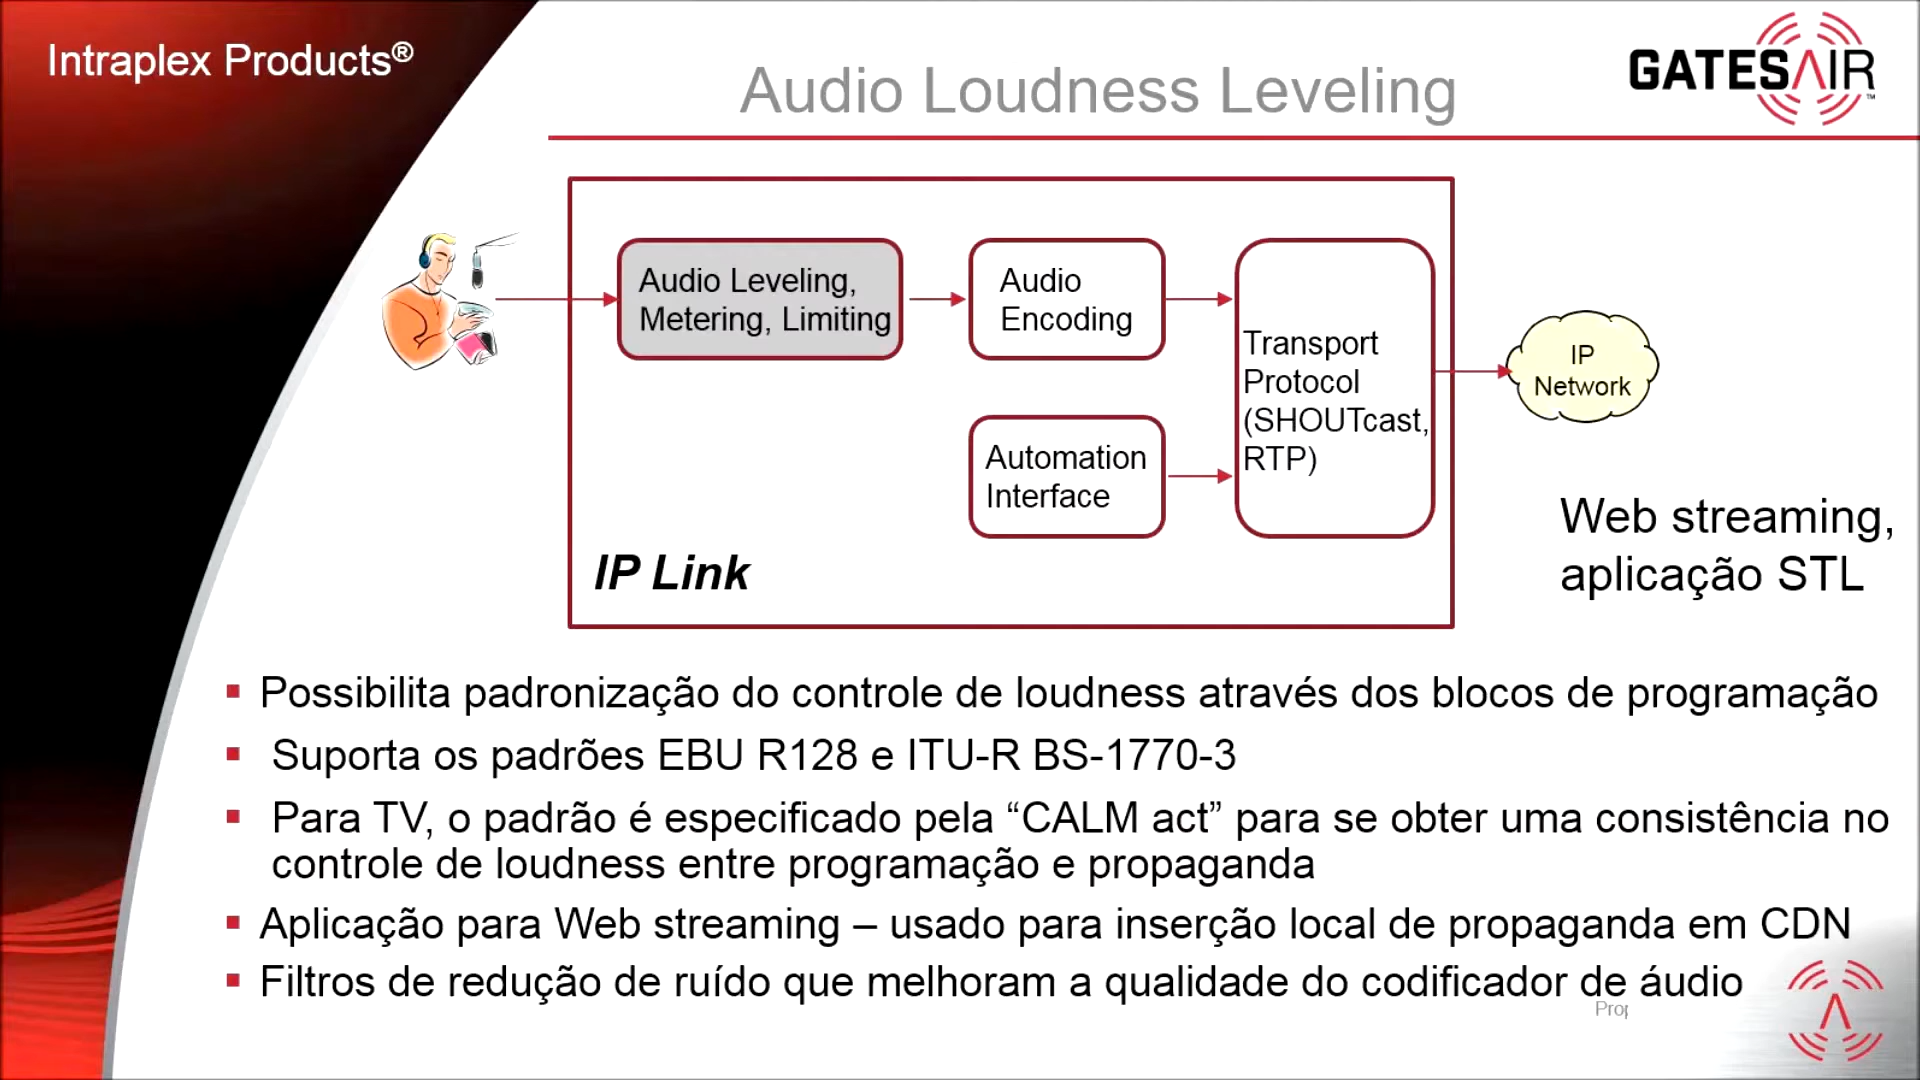 Intraplex Products®
GATESAIR™
Audio Loudness Leveling
Audio Leveling,
Metering, Limiting
Audio
Encoding
Transport
Protocol
(SHOUTcast,
RTP)
IP
Network
Automation
Interface
IP Link
Web streaming,
aplicação STL
▪ Possibilita padronização do controle de loudness através dos blocos de programação
▪ Suporta os padrões EBU R128 e ITU-R BS-1770-3
▪ Para TV, o padrão é especificado pela “CALM act” para se obter uma consistência no
controle de loudness entre programação e propaganda
▪ Aplicação para Web streaming – usado para inserção local de propaganda em CDN
▪ Filtros de redução de ruído que melhoram a qualidade do codificador de áudio